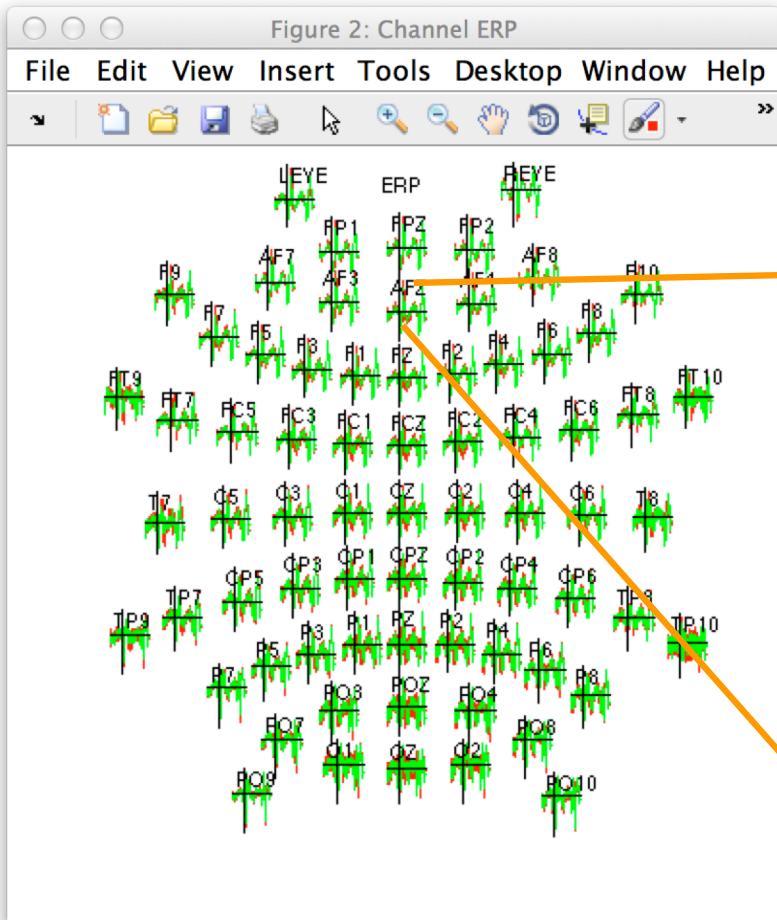 Figure 2: Channel ERP
File Edit View Insert Tools Desktop Window Help
LEYE ERP REYE
FP1 FPZ FP2
AF7 AF3 AF8
F9 F10
F7 F5 F3 F1 FZ F2 F4 F6 F8
FT9 FT7 FC5 FC3 FC1 FCZ FC2 FC4 FC6 FT8 FT10
T7 C5 C3 C1 CZ C2 C4 C6 T8
TP9 TP7 CP5 CP3 CP1 CPZ CP2 CP4 CP6 TP8 TP10
P7 P5 P3 P1 PZ P2 P4 P6 P8
PO7 PO3 POZ PO4 PO8
PO9 O1 OZ O2 PO10